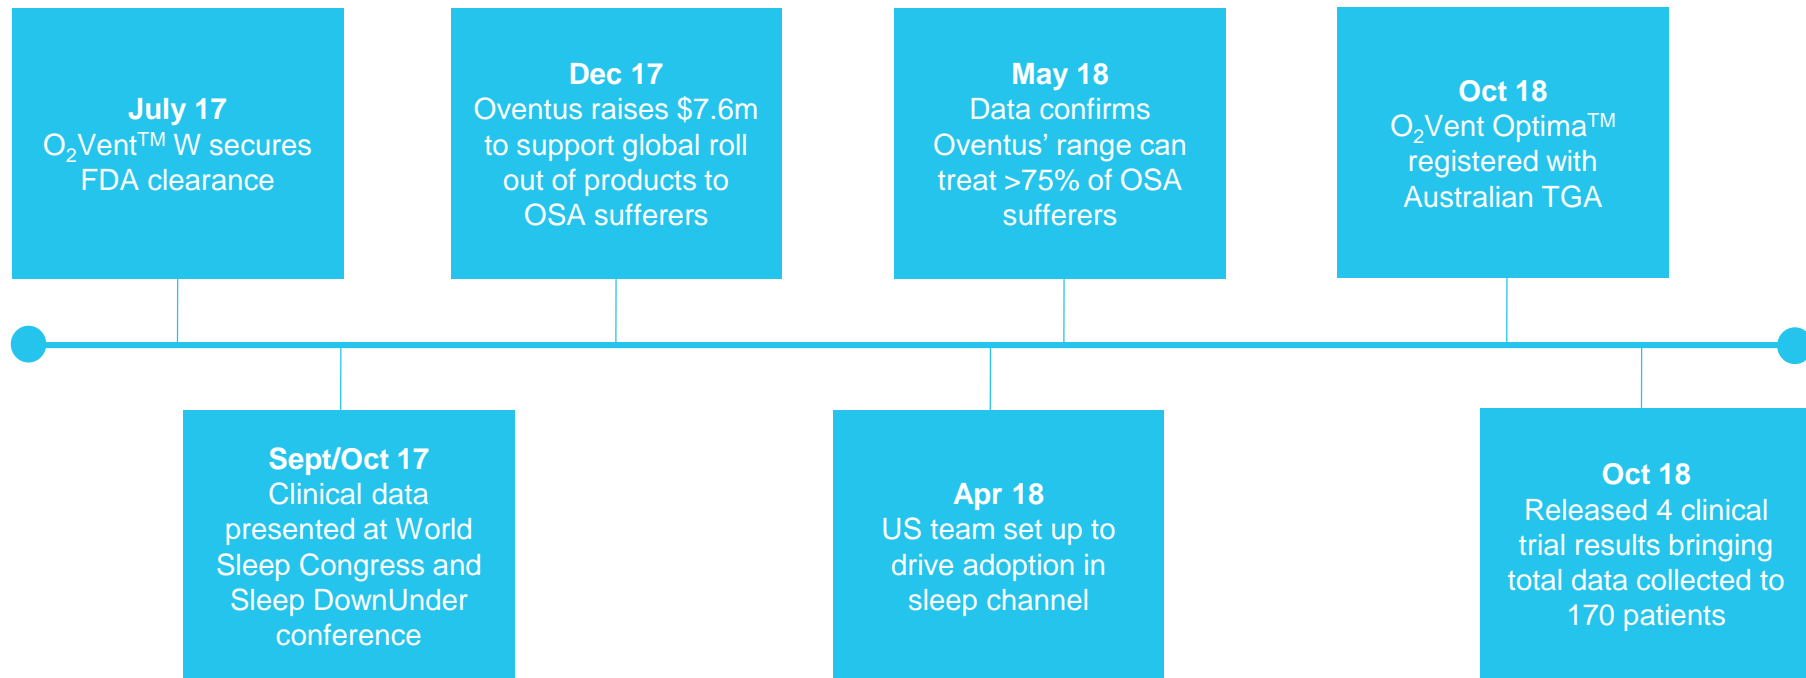 July 17
O₂Vent™ W secures
FDA clearance
Dec 17
Oventus raises $7.6m
to support global roll
out of products to
OSA sufferers
May 18
Data confirms
Oventus’ range can
treat >75% of OSA
sufferers
Oct 18
O₂Vent Optima™
registered with
Australian TGA
Sept/Oct 17
Clinical data
presented at World
Sleep Congress and
Sleep DownUnder
conference
Apr 18
US team set up to
drive adoption in
sleep channel
Oct 18
Released 4 clinical
trial results bringing
total data collected to
170 patients